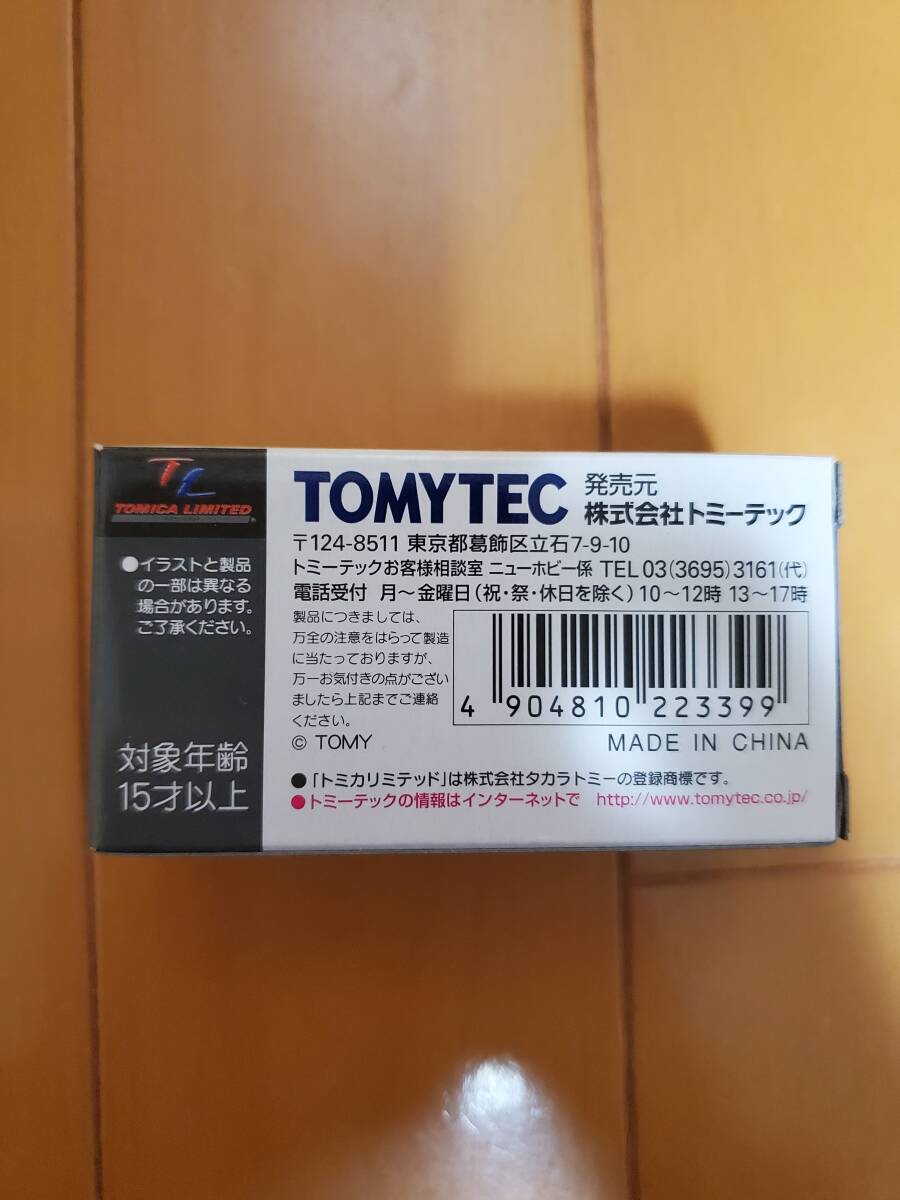 TL
TOMICA LIMITED
●イラストと製品
の一部は異なる
場合があります。
ご了承ください。
対象年齢
15才以上
TOMYTEC
発売元
株式会社トミーテック
〒124-8511 東京都葛飾区立石7-9-10
トミーテックお客様相談室 ニューホビー係 TEL 03(3695)3161(代)
電話受付 月～金曜日(祝・祭・休日を除く)10～12時 13～17時
製品につきましては、
万全の注意をはらって製造
に当たっておりますが、
万一お気付きの点がござい
ましたら上記までご連絡
ください。
© TOMY
4 904810 223399
MADE IN CHINA
●「トミカリミテッド」は株式会社タカラトミーの登録商標です。
●トミーテックの情報はインターネットで http://www.tomytec.co.jp/